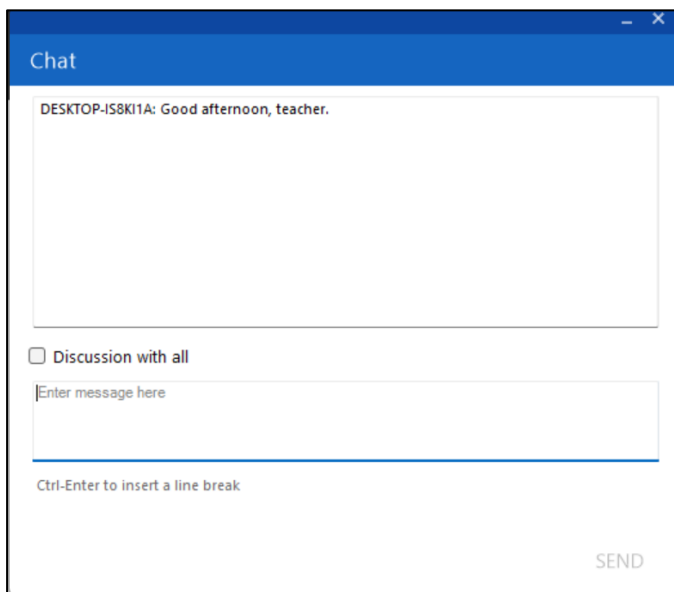 Chat
DESKTOP-IS8KI1A: Good afternoon, teacher.
Discussion with all
Enter message here
Ctrl-Enter to insert a line break
SEND